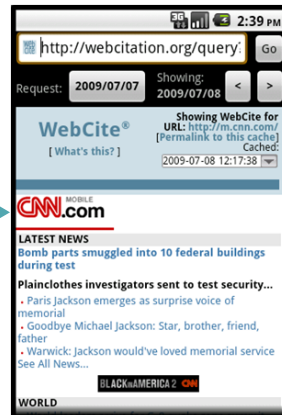 3G 2:39 PM
http://webcitation.org/query?
Go
Request: 2009/07/07 Showing: 2009/07/08 < >
WebCite®
[ What's this? ]
Showing WebCite for
URL: http://m.cnn.com/
[Permalink to this cache]
Cached:
2009-07-08 12:17:38
CNN.com MOBILE
LATEST NEWS
Bomb parts smuggled into 10 federal buildings
during test
Plainclothes investigators sent to test security...
• Paris Jackson emerges as surprise voice of
memorial
• Goodbye Michael Jackson: Star, brother, friend,
father
• Warwick: Jackson would've loved memorial service
See All News...
BLACK IN AMERICA 2 CNN
WORLD